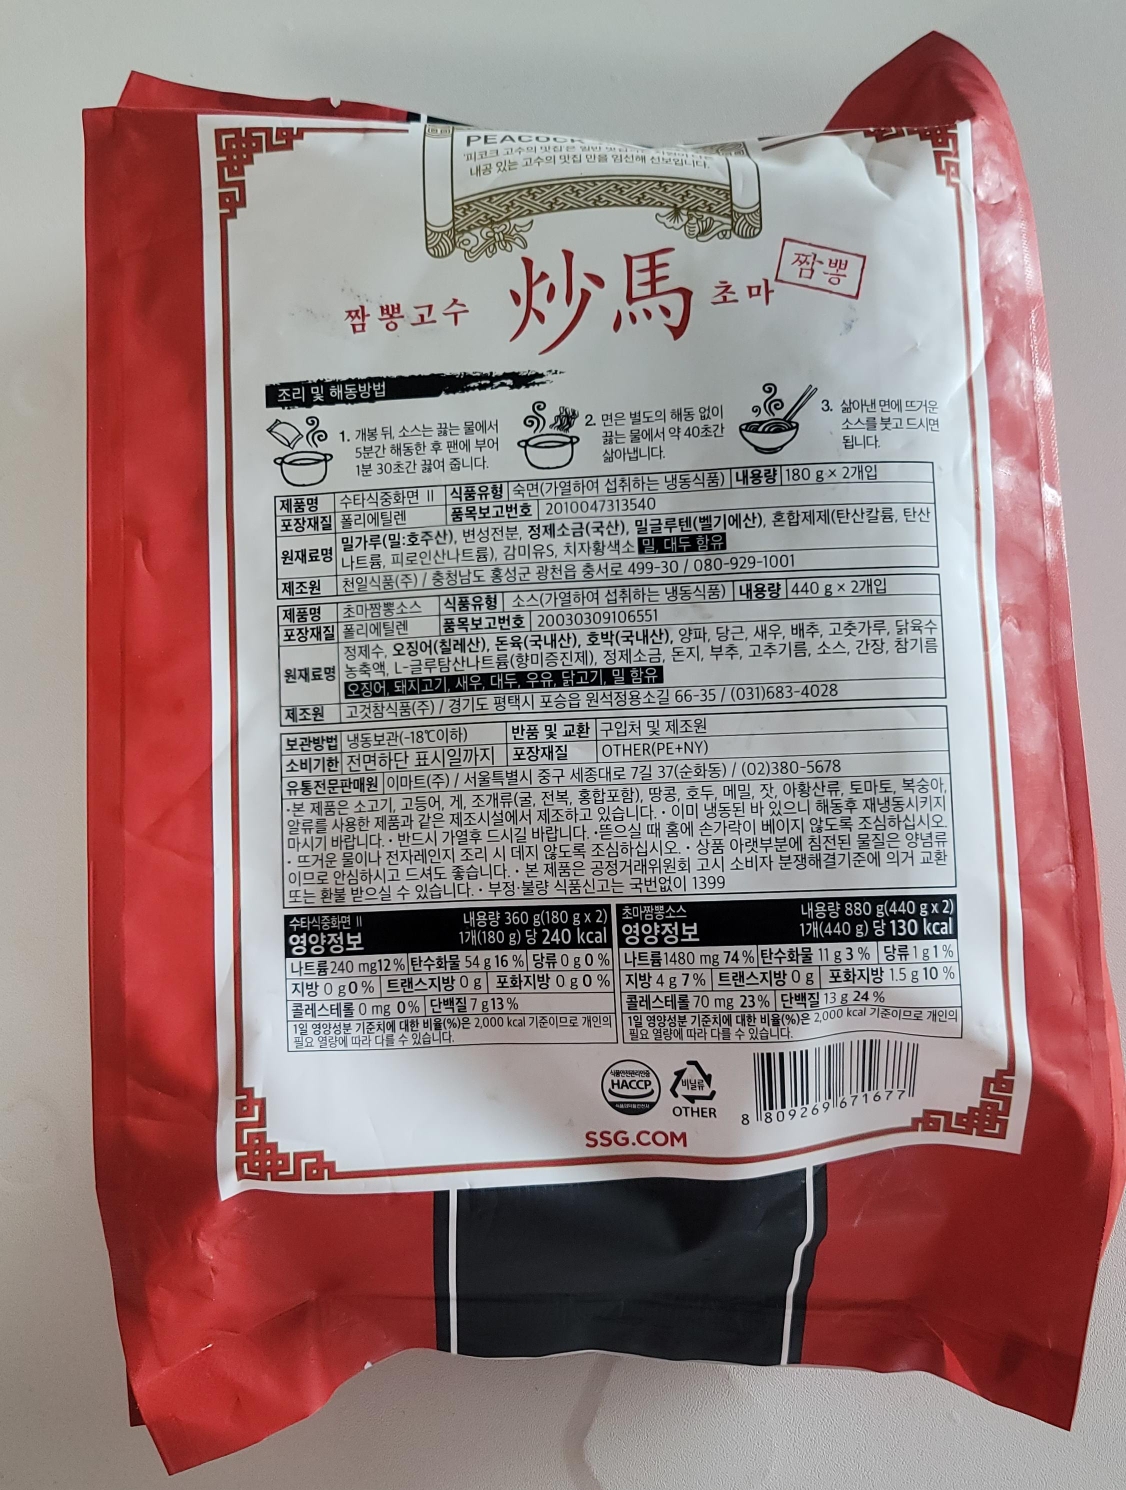 PEACOCK
내공 있는 고수의 맛집 만을 엄선해 선보입니다.
짬뽕고수 炒馬 초마 짬뽕
조리 및 해동방법
1. 개봉 뒤, 소스는 끓는 물에서
5분간 해동한 후 팬에 부어
1분 30초간 끓여 줍니다.
2. 면은 별도의 해동 없이
끓는 물에서 약 40초간
삶아냅니다.
3. 삶아낸 면에 뜨거운
소스를 붓고 드시면
됩니다.
제품명 수타식중화면 II 식품유형 숙면(가열하여 섭취하는 냉동식품) 내용량 180 g × 2개입
포장재질 폴리에틸렌 품목보고번호 2010047313540
원재료명 밀가루(밀:호주산), 변성전분, 정제소금(국산), 밀글루텐(벨기에산), 혼합제제(탄산칼륨, 탄산
나트륨, 피로인산나트륨), 감미유S, 치자황색소 밀, 대두 함유
제조원 천일식품(주) / 충청남도 홍성군 광천읍 충서로 499-30 / 080-929-1001
제품명 초마짬뽕소스 식품유형 소스(가열하여 섭취하는 냉동식품) 내용량 440 g × 2개입
포장재질 폴리에틸렌 품목보고번호 20030309106551
원재료명 정제수, 오징어(칠레산), 돈육(국내산), 호박(국내산), 양파, 당근, 새우, 배추, 고춧가루, 닭육수
농축액, L-글루탐산나트륨(향미증진제), 정제소금, 돈지, 부추, 고추기름, 소스, 간장, 참기름
오징어, 돼지고기, 새우, 대두, 우유, 닭고기, 밀 함유
제조원 고것참식품(주) / 경기도 평택시 포승읍 원석정용소길 66-35 / (031)683-4028
보관방법 냉동보관(-18℃이하) 반품 및 교환 구입처 및 제조원
소비기한 전면하단 표시일까지 포장재질 OTHER(PE+NY)
유통전문판매원 이마트(주) / 서울특별시 중구 세종대로 7길 37(순화동) / (02)380-5678
·본 제품은 소고기, 고등어, 게, 조개류(굴, 전복, 홍합포함), 땅콩, 호두, 메밀, 잣, 아황산류, 토마토, 복숭아,
알류를 사용한 제품과 같은 제조시설에서 제조하고 있습니다. · 이미 냉동된 바 있으니 해동후 재냉동시키지
마시기 바랍니다. · 반드시 가열후 드시길 바랍니다. ·뜯으실 때 홈에 손가락이 베이지 않도록 조심하십시오.
· 뜨거운 물이나 전자레인지 조리 시 데지 않도록 조심하십시오. · 상품 아랫부분에 침전된 물질은 양념류
이므로 안심하시고 드셔도 좋습니다. · 본 제품은 공정거래위원회 고시 소비자 분쟁해결기준에 의거 교환
또는 환불 받으실 수 있습니다. · 부정·불량 식품신고는 국번없이 1399
수타식중화면 II 내용량 360 g(180 g x 2)
영양정보 1개(180 g) 당 240 kcal
나트륨 240 mg 12% 탄수화물 54 g 16 % 당류 0 g 0 %
지방 0 g 0% 트랜스지방 0 g 포화지방 0 g 0 %
콜레스테롤 0 mg 0% 단백질 7 g 13 %
1일 영양성분 기준치에 대한 비율(%)은 2,000 kcal 기준이므로 개인의
필요 열량에 따라 다를 수 있습니다.
초마짬뽕소스 내용량 880 g(440 g x 2)
영양정보 1개(440 g) 당 130 kcal
나트륨 1480 mg 74 % 탄수화물 11 g 3 % 당류 1 g 1 %
지방 4 g 7 % 트랜스지방 0 g 포화지방 1.5 g 10 %
콜레스테롤 70 mg 23% 단백질 13 g 24 %
1일 영양성분 기준치에 대한 비율(%)은 2,000 kcal 기준이므로 개인의
필요 열량에 따라 다를 수 있습니다.
식품안전관리인증
HACCP
비닐류
OTHER
8 809269 671677
SSG.COM